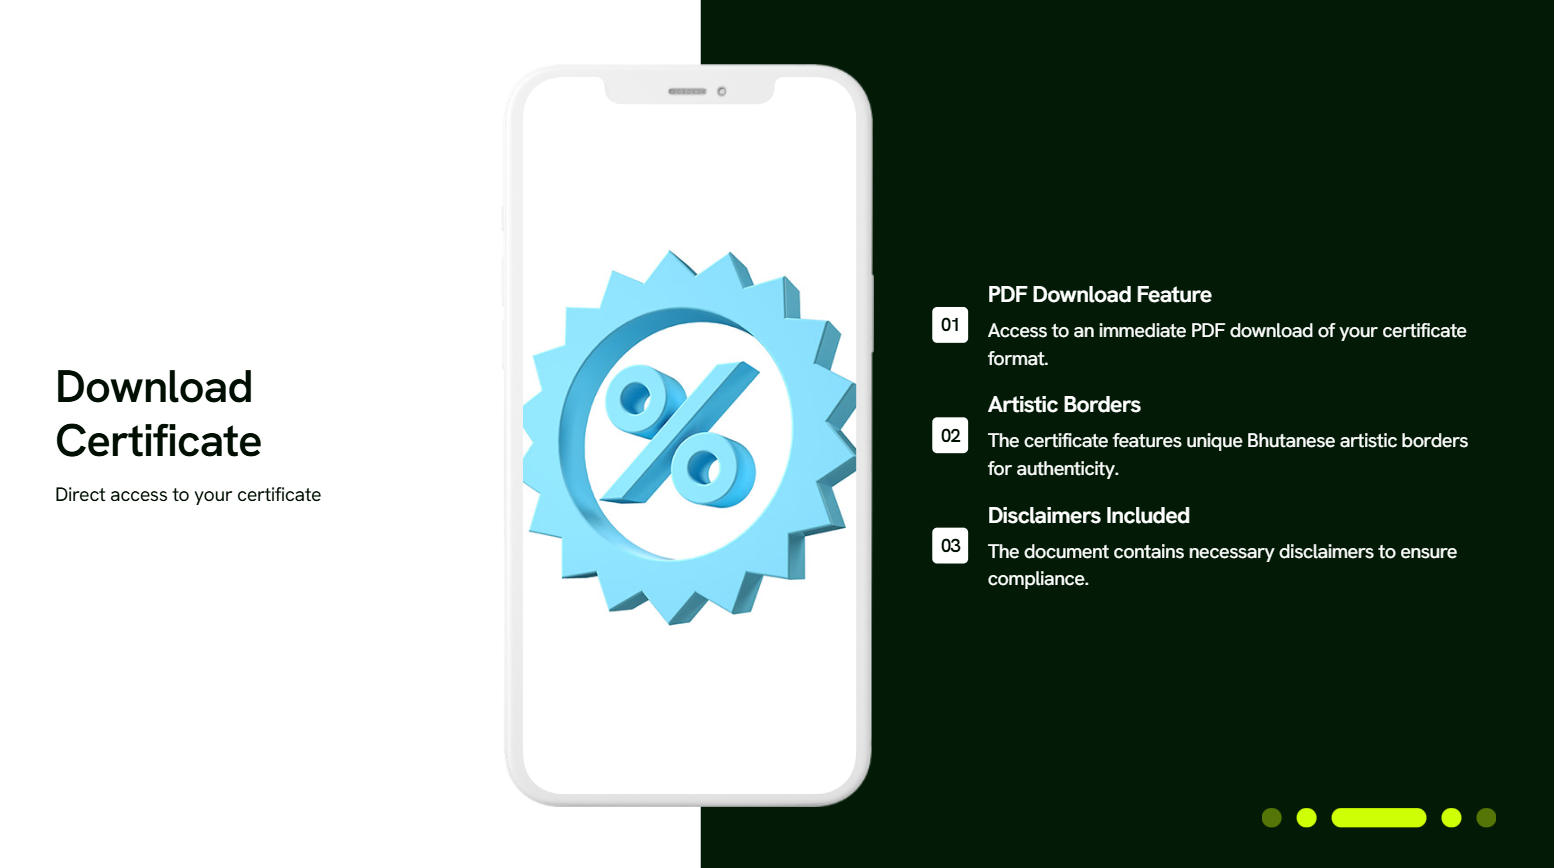 Download
Certificate
Direct access to your certificate
%
01
PDF Download Feature
Access to an immediate PDF download of your certificate
format.
02
Artistic Borders
The certificate features unique Bhutanese artistic borders
for authenticity.
03
Disclaimers Included
The document contains necessary disclaimers to ensure
compliance.